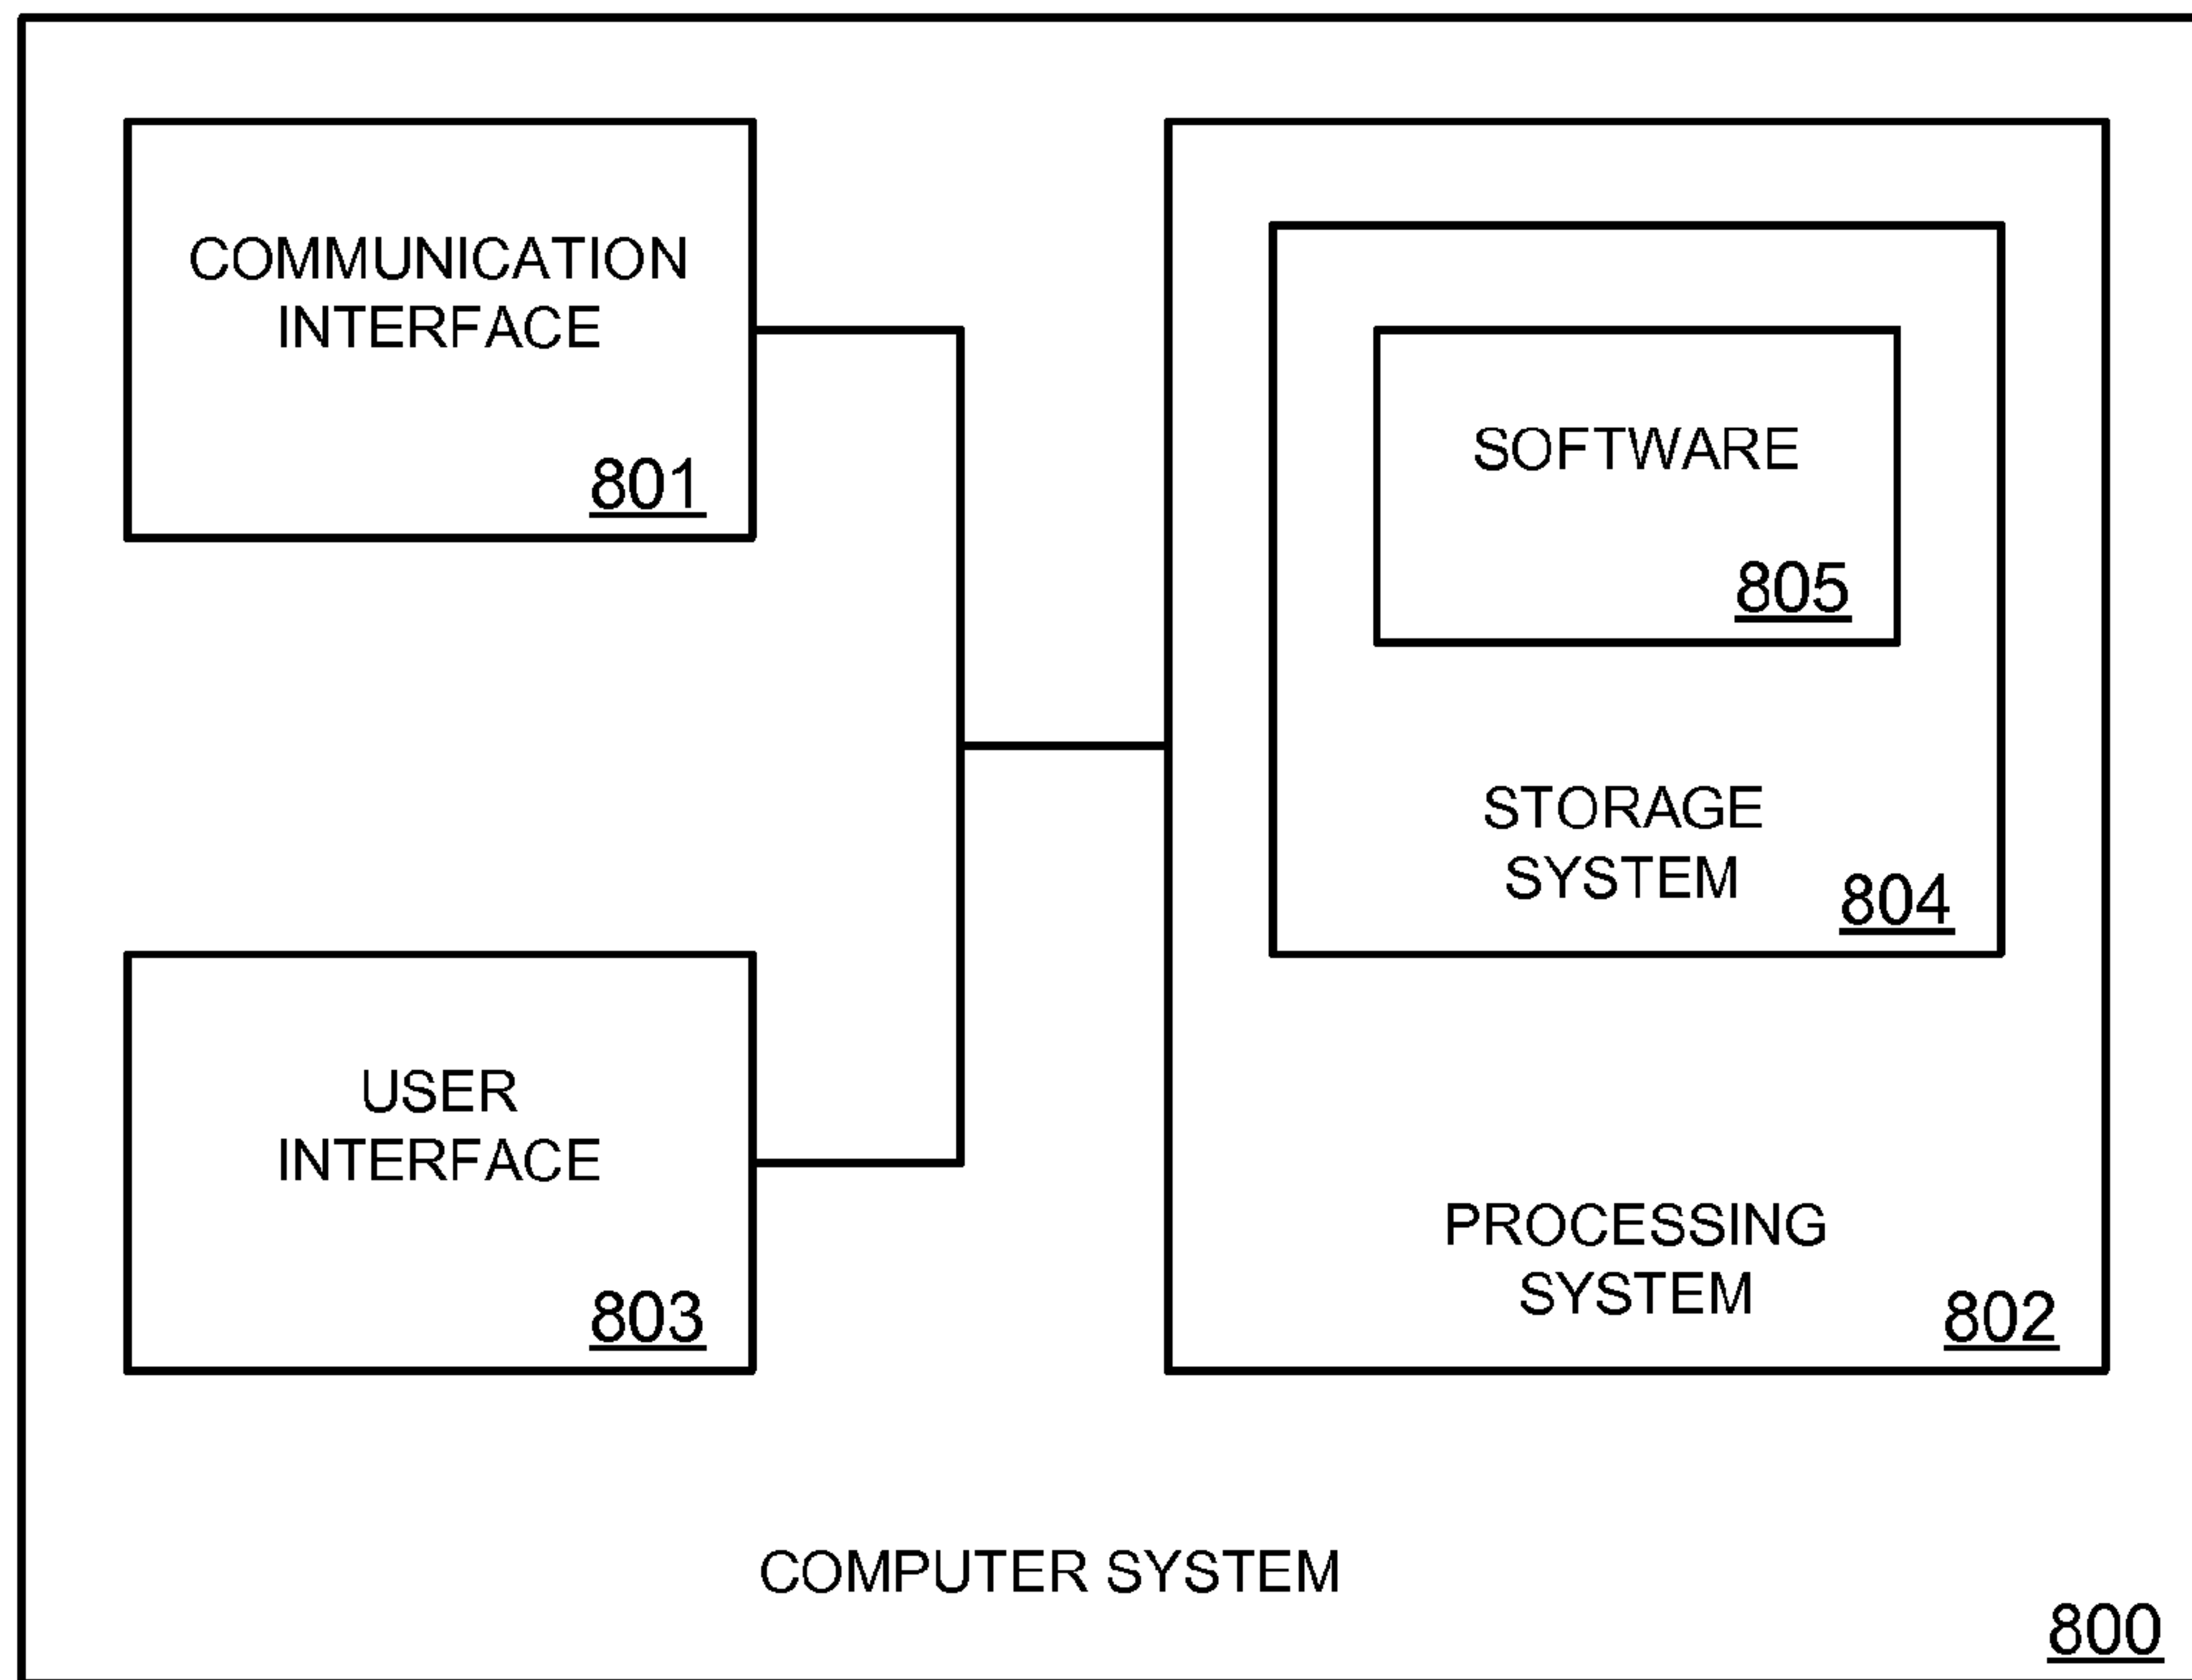 COMMUNICATION
INTERFACE
801
SOFTWARE
805
STORAGE
SYSTEM
804
USER
INTERFACE
803
PROCESSING
SYSTEM
802
COMPUTER SYSTEM
800